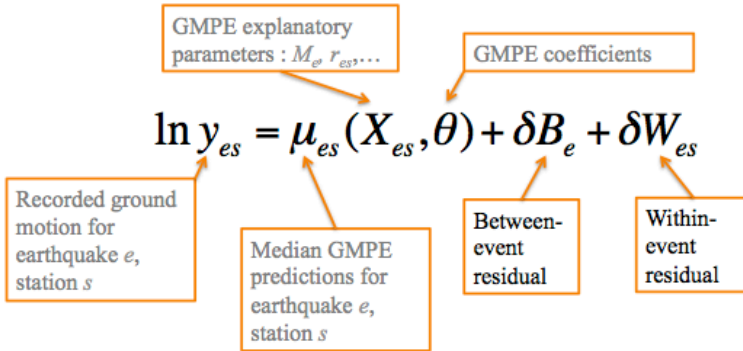 GMPE explanatory
parameters : Me, res,…
GMPE coefficients
ln yes = μes (Xes,θ) + δBe + δWes
Recorded ground
motion for
earthquake e,
station s
Median GMPE
predictions for
earthquake e,
station s
Between-
event
residual
Within-
event
residual